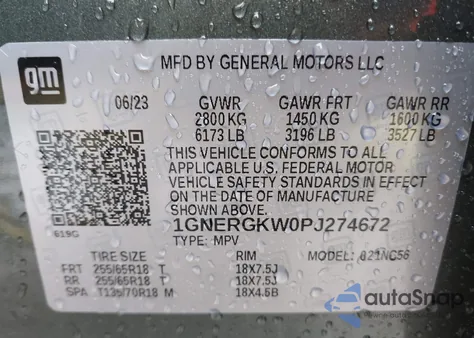 gm
MFD BY GENERAL MOTORS LLC
06/23 GVWR GAWR FRT GAWR RR
2800 KG 1450 KG 1600 KG
6173 LB 3196 LB 3527 LB
THIS VEHICLE CONFORMS TO ALL
APPLICABLE U.S. FEDERAL MOTOR
VEHICLE SAFETY STANDARDS IN EFFECT
ON THE DATE OF MANUFACTURE
SHOWN ABOVE.
1GNERGKW0PJ274672
619G TYPE: MPV
TIRE SIZE RIM MODEL:
FRT 255/65R18 T 18X7.5J
RR 255/65R18 T 18X7.5J
SPA T135/70R18 M 18X4.5B
autoSnap